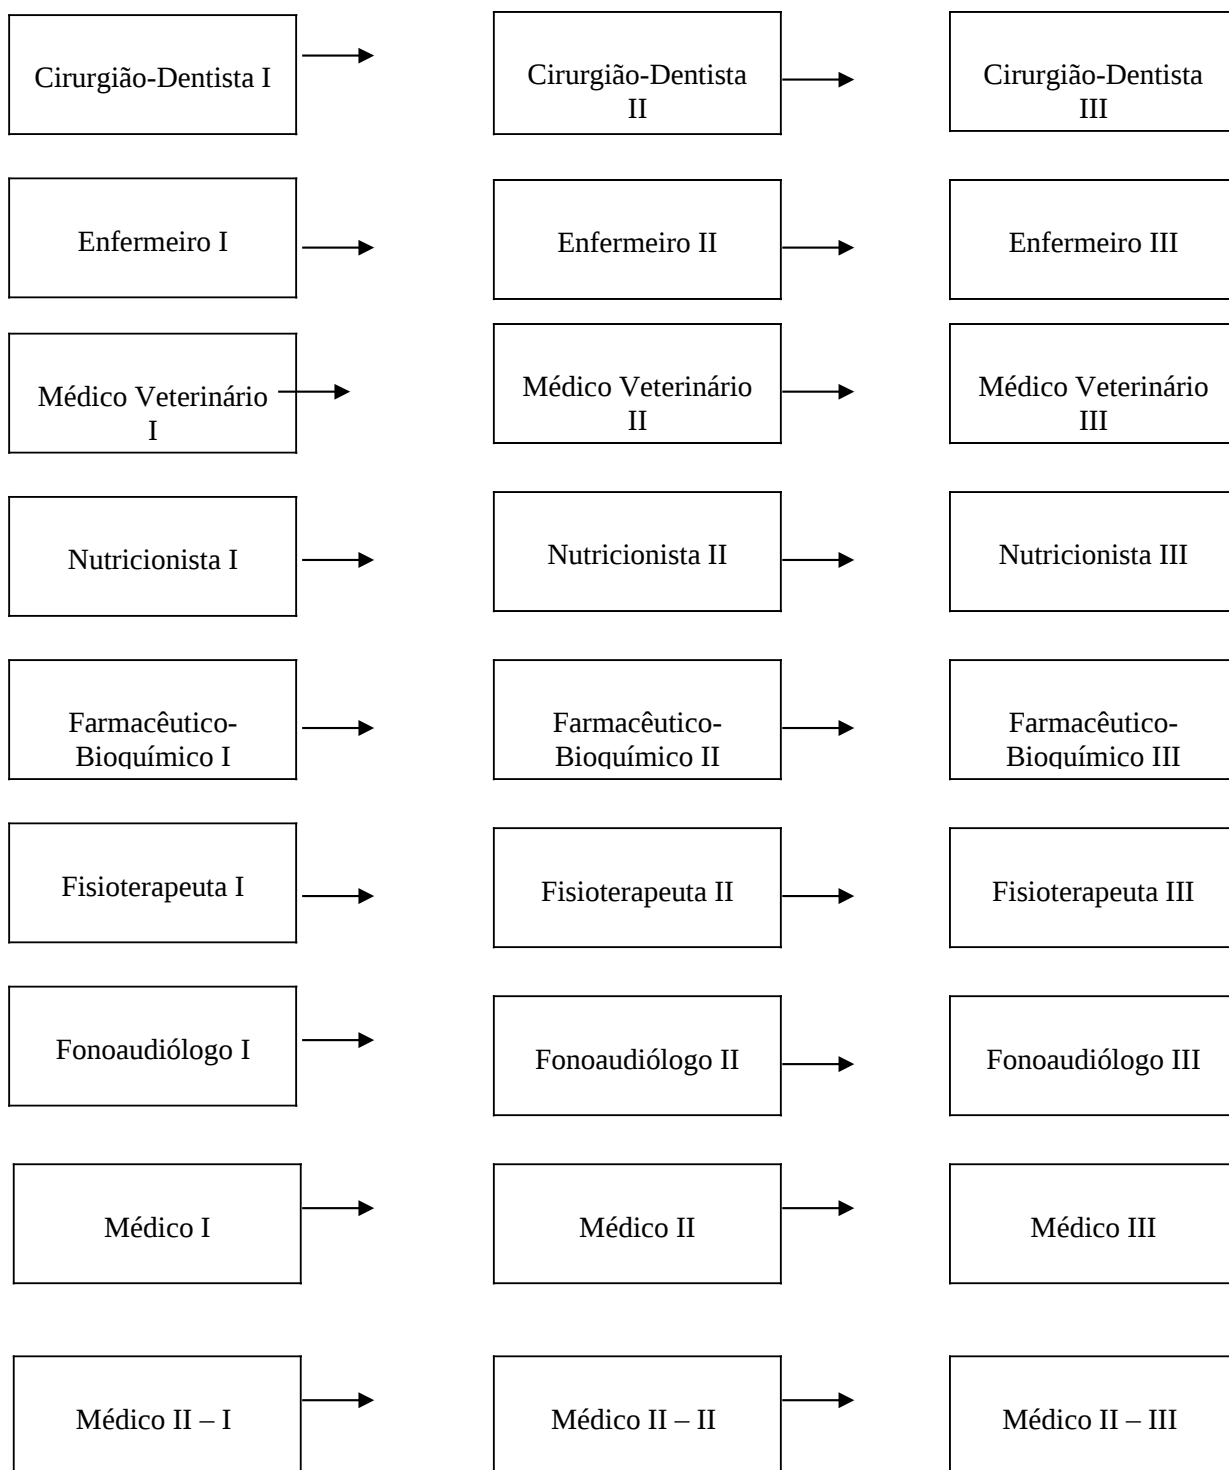 Cirurgião-Dentista I
Cirurgião-Dentista
II
Cirurgião-Dentista
III
Enfermeiro I
Enfermeiro II
Enfermeiro III
Médico Veterinário
I
Médico Veterinário
II
Médico Veterinário
III
Nutricionista I
Nutricionista II
Nutricionista III
Farmacêutico-
Bioquímico I
Farmacêutico-
Bioquímico II
Farmacêutico-
Bioquímico III
Fisioterapeuta I
Fisioterapeuta II
Fisioterapeuta III
Fonoaudiólogo I
Fonoaudiólogo II
Fonoaudiólogo III
Médico I
Médico II
Médico III
Médico II – I
Médico II – II
Médico II – III